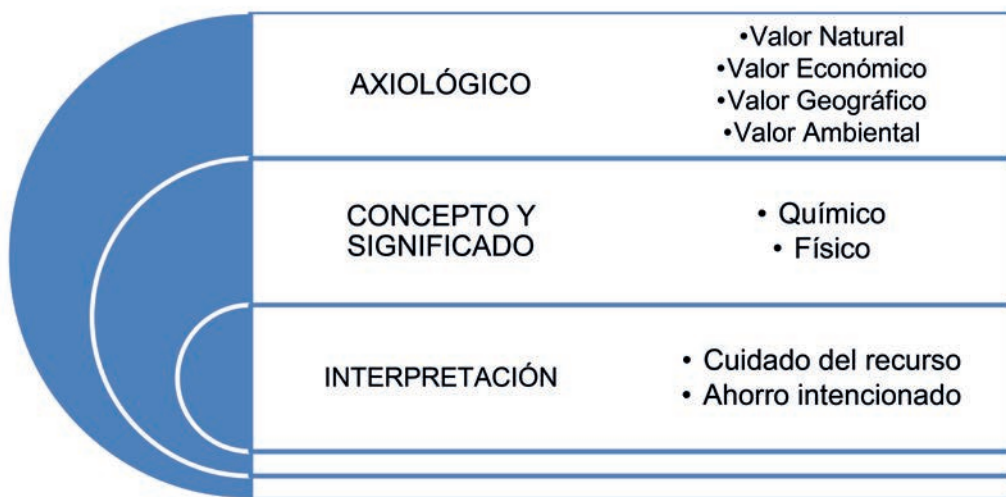 AXIOLÓGICO
•Valor Natural
•Valor Económico
•Valor Geográfico
•Valor Ambiental
CONCEPTO Y
SIGNIFICADO
• Químico
• Físico
INTERPRETACIÓN
• Cuidado del recurso
• Ahorro intencionado